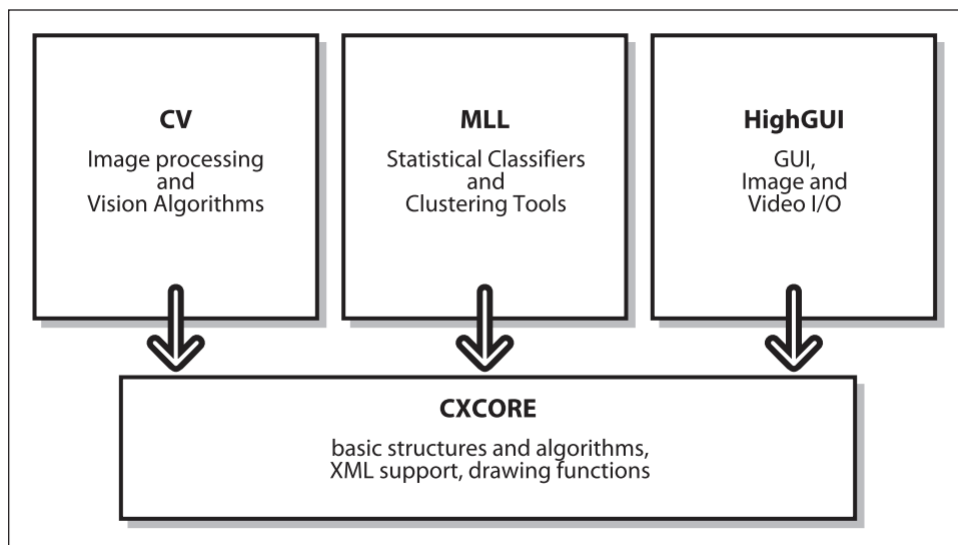 CV
Image processing
and
Vision Algorithms
MLL
Statistical Classifiers
and
Clustering Tools
HighGUI
GUI,
Image and
Video I/O
CXCORE
basic structures and algorithms,
XML support, drawing functions